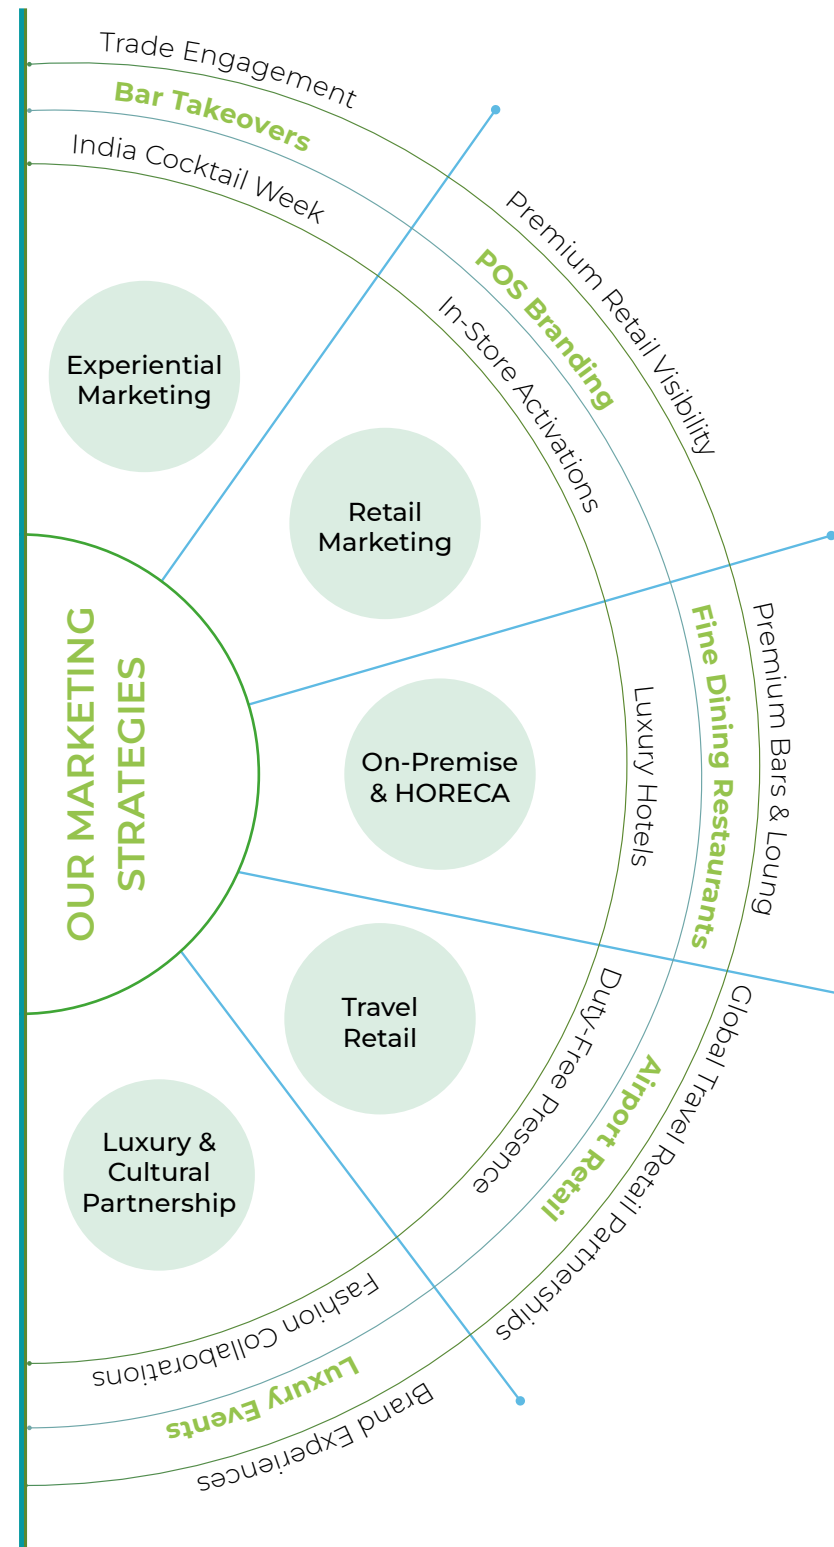 OUR MARKETING
STRATEGIES
Trade Engagement
Bar Takeovers
India Cocktail Week
Experiential
Marketing
Premium Retail Visibility
POS Branding
In-Store Activations
Retail
Marketing
Premium Bars & Loung
Fine Dining Restaurants
Luxury Hotels
On-Premise
& HORECA
Global Travel Retail Partnerships
Airport Retail
Duty-Free Presence
Travel
Retail
Luxury &
Cultural
Partnership
Fashion Collaborations
Luxury Events
Brand Experiences